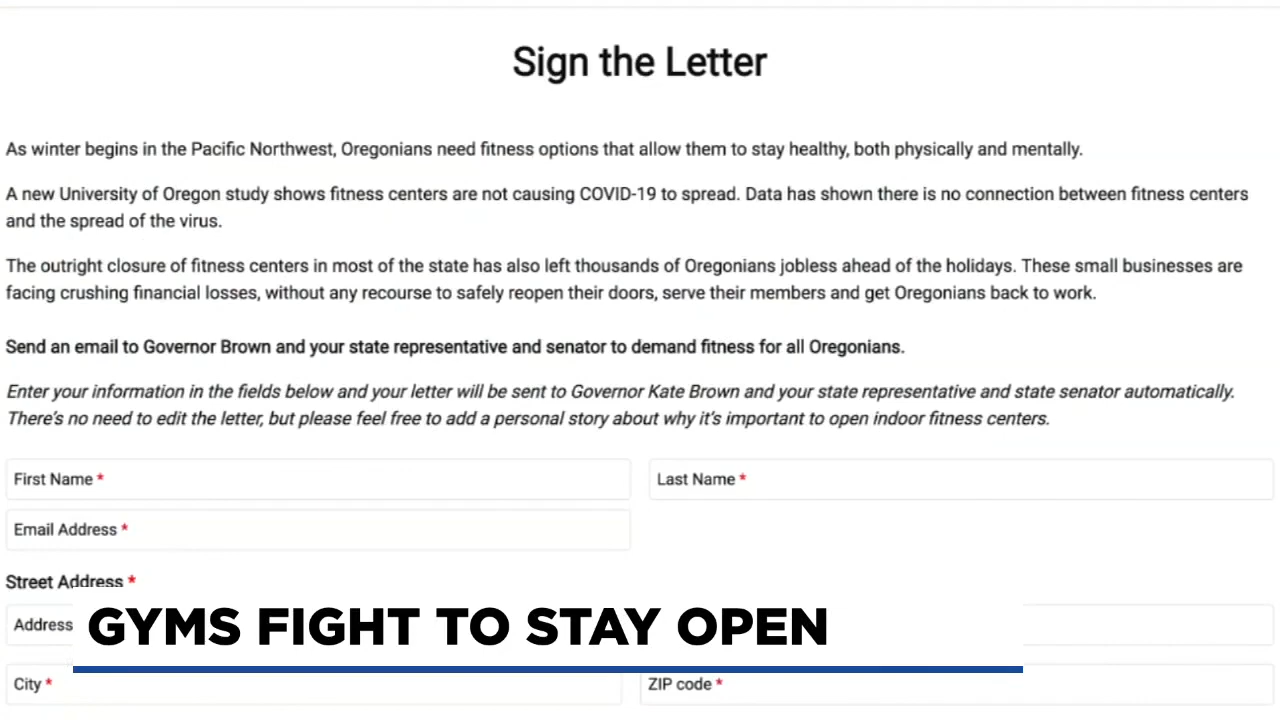 Sign the Letter
As winter begins in the Pacific Northwest, Oregonians need fitness options that allow them to stay healthy, both physically and mentally.
A new University of Oregon study shows fitness centers are not causing COVID-19 to spread. Data has shown there is no connection between fitness centers
and the spread of the virus.
The outright closure of fitness centers in most of the state has also left thousands of Oregonians jobless ahead of the holidays. These small businesses are
facing crushing financial losses, without any recourse to safely reopen their doors, serve their members and get Oregonians back to work.
Send an email to Governor Brown and your state representative and senator to demand fitness for all Oregonians.
Enter your information in the fields below and your letter will be sent to Governor Kate Brown and your state representative and state senator automatically.
There's no need to edit the letter, but please feel free to add a personal story about why it's important to open indoor fitness centers.
First Name * Last Name *
Email Address *
Street Address *
Address
GYMS FIGHT TO STAY OPEN
City * ZIP code *